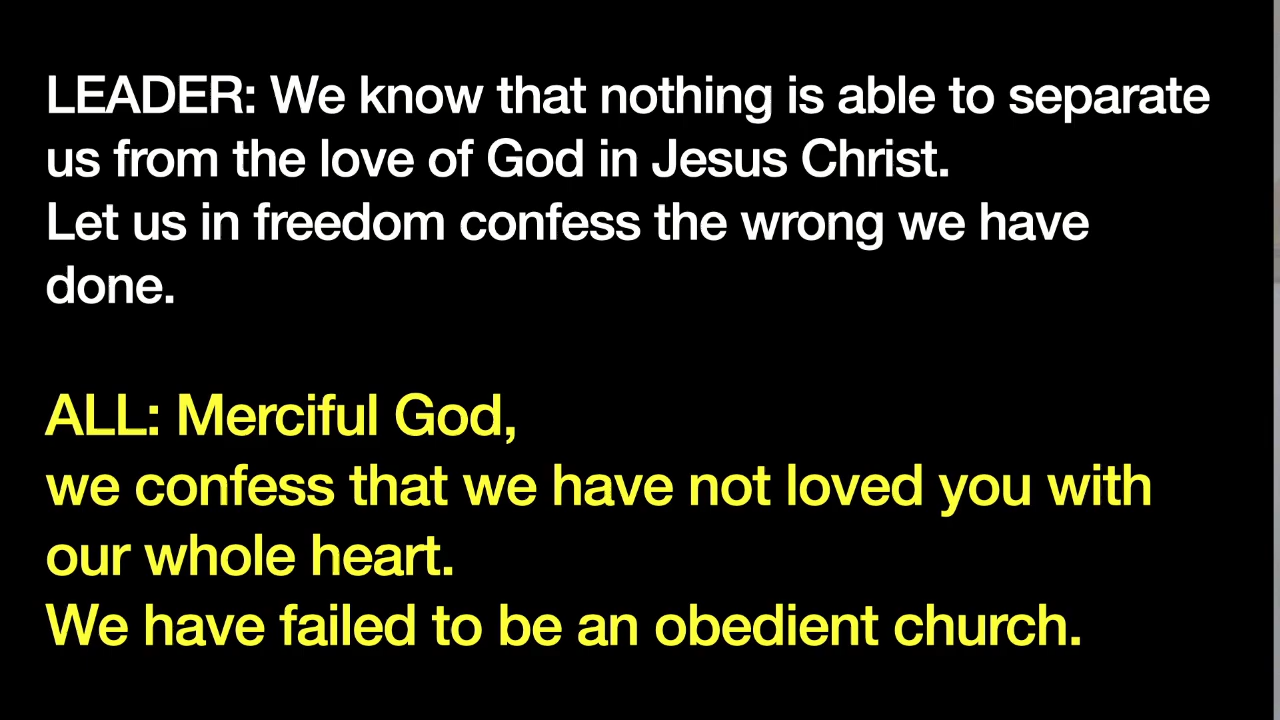 LEADER: We know that nothing is able to separate
us from the love of God in Jesus Christ.
Let us in freedom confess the wrong we have
done.
ALL: Merciful God,
we confess that we have not loved you with
our whole heart.
We have failed to be an obedient church.